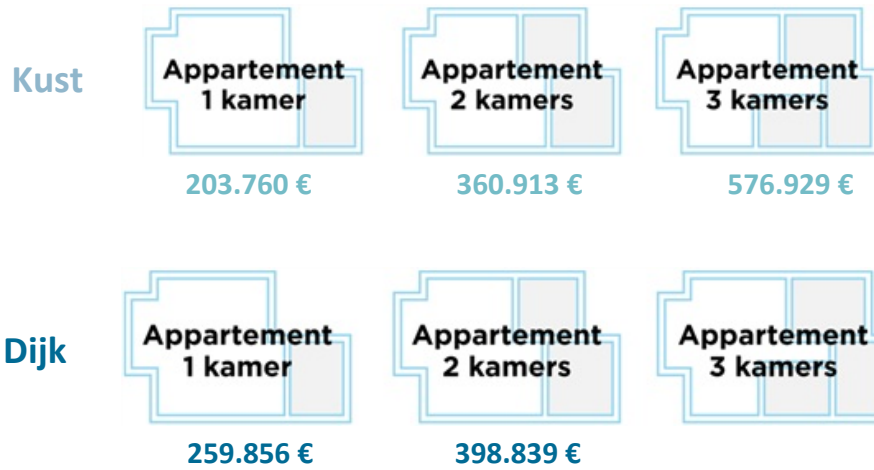 Kust
Appartement
1 kamer
Appartement
2 kamers
Appartement
3 kamers
203.760 €
360.913 €
576.929 €
Dijk
Appartement
1 kamer
Appartement
2 kamers
Appartement
3 kamers
259.856 €
398.839 €